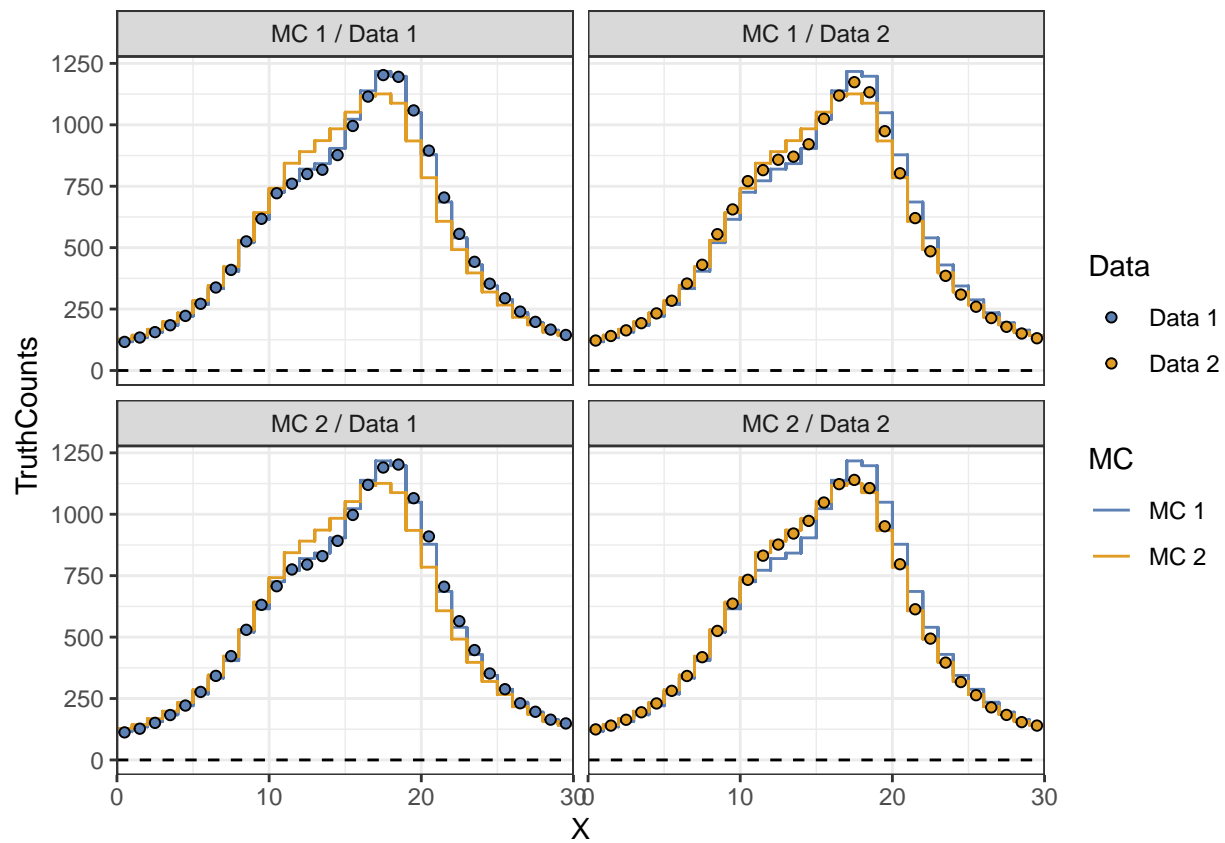 MC 1 / Data 1
MC 1 / Data 2
1250
1000
750
500
250
0
MC 2 / Data 1
MC 2 / Data 2
1250
1000
750
500
250
0
0
10
20
30
0
10
20
30
X
TruthCounts
Data
Data 1
Data 2
MC
MC 1
MC 2